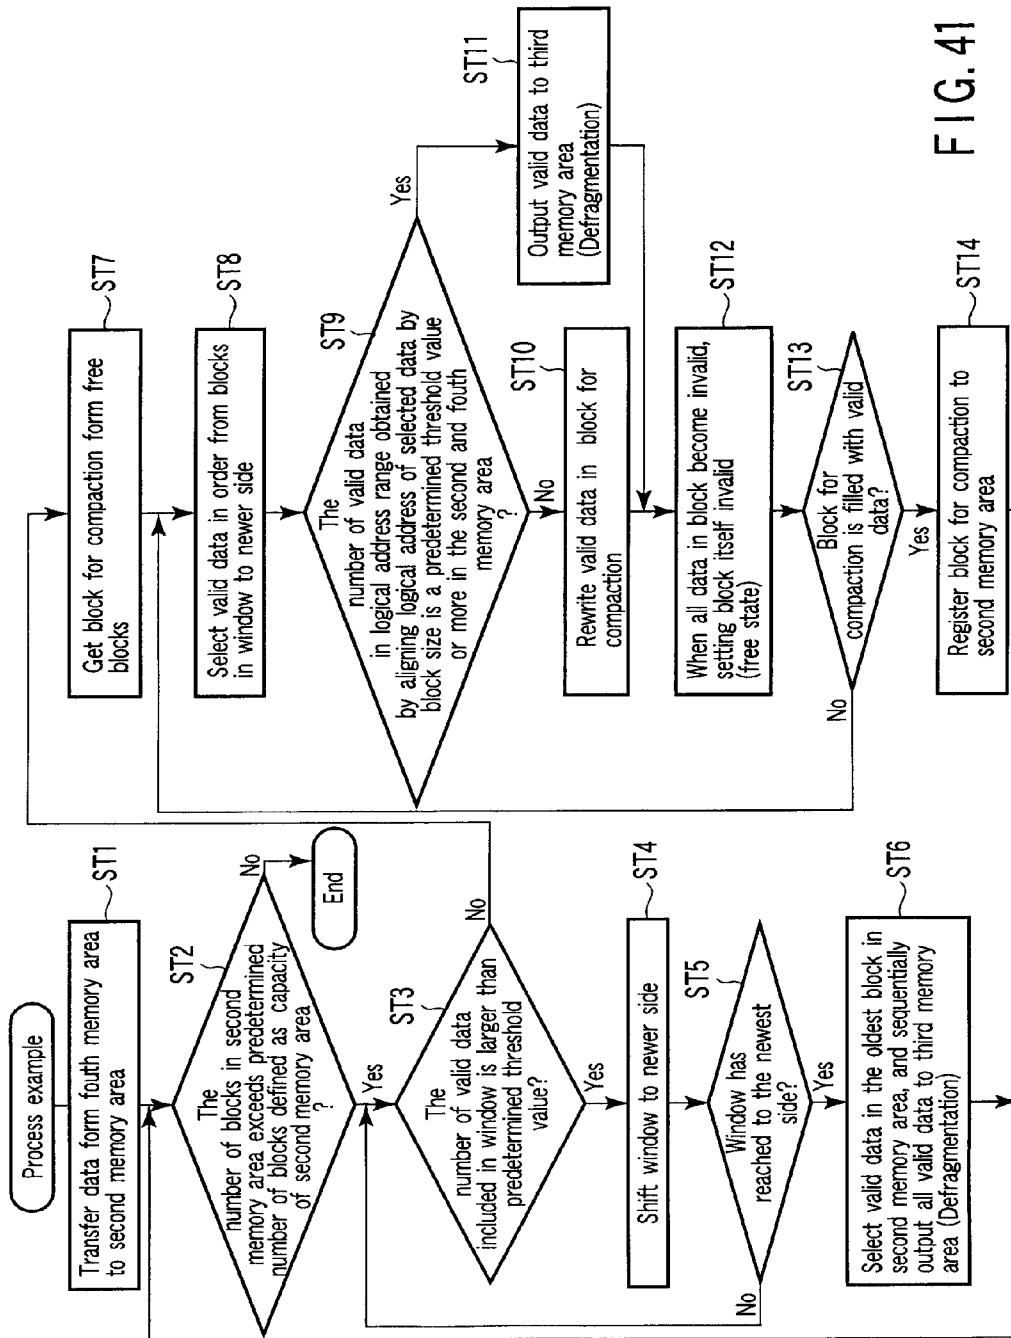 Process example
ST1
Transfer data form fouth memory area
to second memory area
ST2
The
number of blocks in second
memory area exceeds predetermined
number of blocks defined as capacity
of second memory area
?
No
End
Yes
ST3
The
number of valid data
included in window is larger than
predetermined threshold
value?
No
Yes
ST4
Shift window to newer side
ST5
Window has
reached to the newest
side?
No
Yes
ST6
Select valid data in the oldest block in
second memory area, and sequentially
output all valid data to third memory
area (Defragmentation)
ST7
Get block for compaction form free
blocks
ST8
Select valid data in order from blocks
in window to newer side
ST9
The
number of valid data
in logical address range obtained
by aligning logical address of selected data by
block size is a predetermined threshold value
or more in the second and fouth
memory area
?
Yes
No
ST10
Rewrite valid data in block for
compaction
ST11
Output valid data to third
memory area
(Defragmentation)
ST12
When all data in block become invalid,
setting block itself invalid
(free state)
ST13
Block for
compaction is filled with valid
data?
No
Yes
ST14
Register block for compaction to
second memory area
FIG. 41